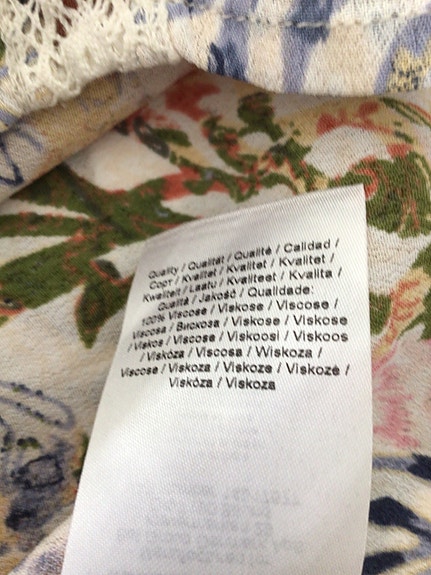 Quality / Qualität / Qualité / Calidad /
Сорт / Kvalitet / Kvalitet / Kvalitet /
Kwaliteit / Laatu / Kvaliteet / Kvalita /
Qualità / Jakość / Qualidade:
100% Viscose / Viskose / Viscose /
Viscosa / Вискоза / Viskose / Viskose
/ Viskos / Viscose / Viskoosi / Viskoos
/ Viskóza / Viscosa / Wiskoza /
Viscose / Viskoza / Viskoze / Viskozė /
Viskóza / Viskoza